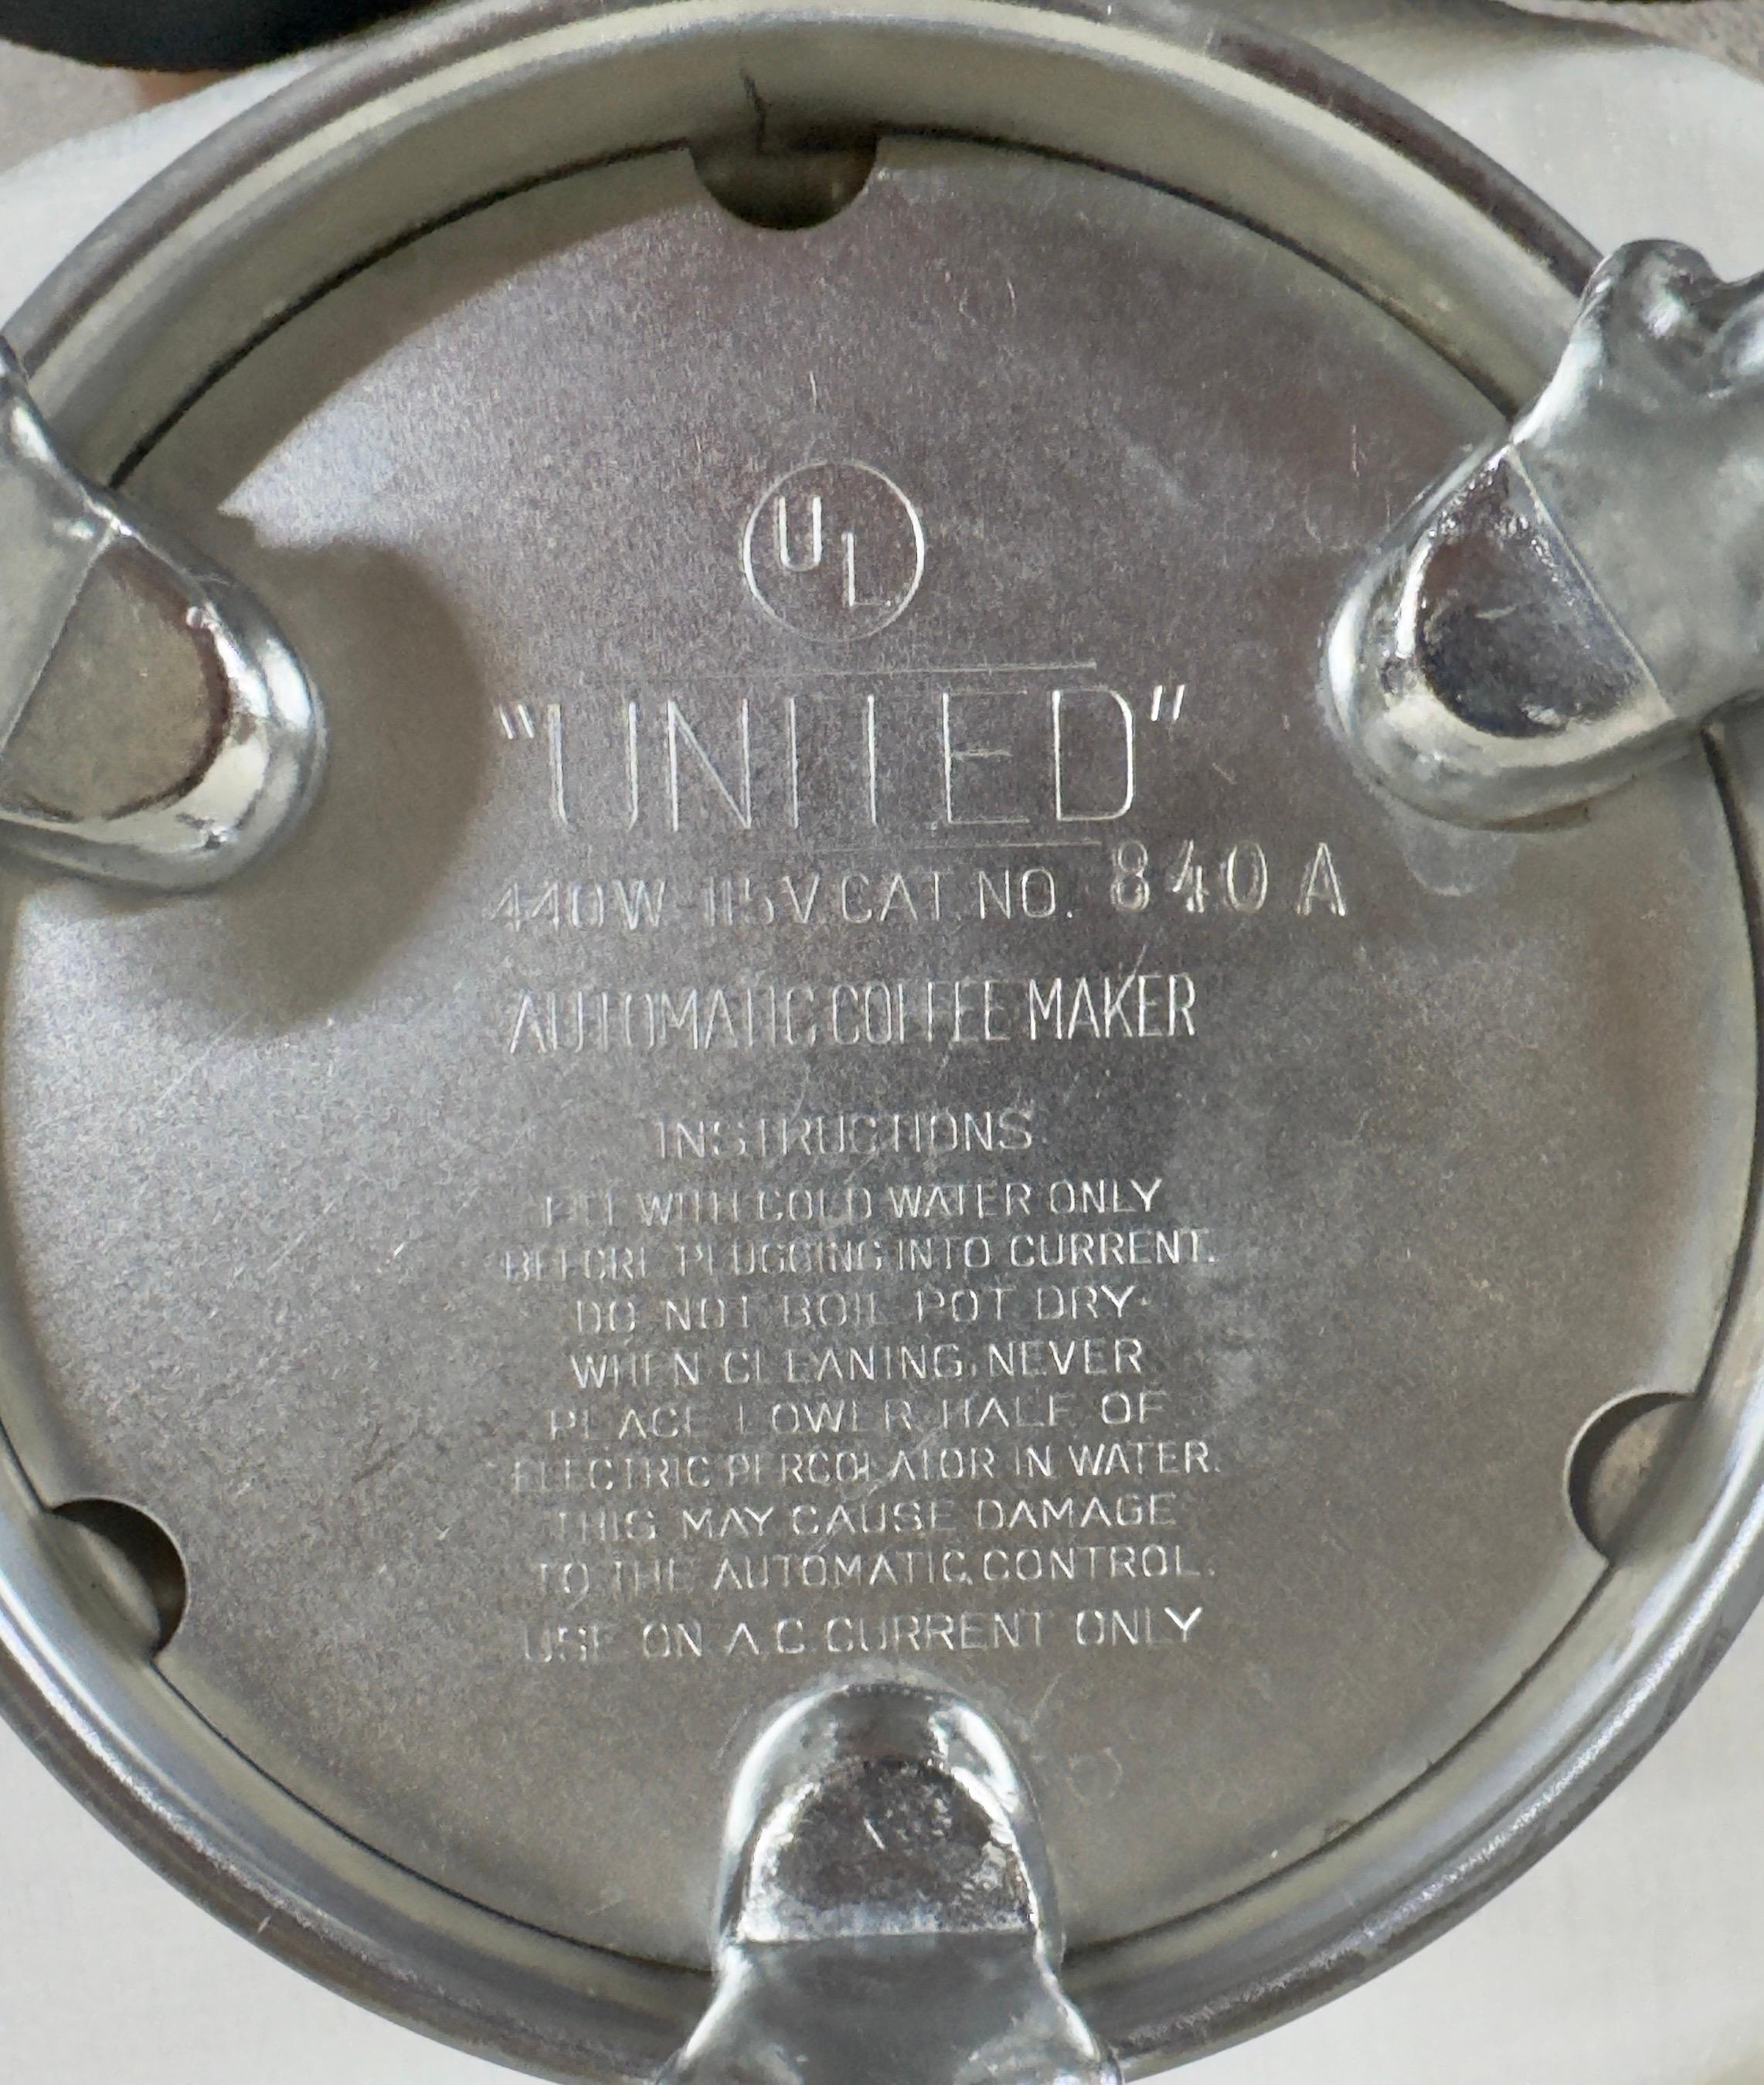 UL
"UNITED"
440W 115V CAT. NO. 840 A
AUTOMATIC COFFEE MAKER
INSTRUCTIONS
FILL WITH COLD WATER ONLY
BEFORE PLUGGING INTO CURRENT.
DO NOT BOIL POT DRY.
WHEN CLEANING, NEVER
PLACE LOWER HALF OF
ELECTRIC PERCOLATOR IN WATER.
THIS MAY CAUSE DAMAGE
TO THE AUTOMATIC CONTROL.
USE ON A C CURRENT ONLY